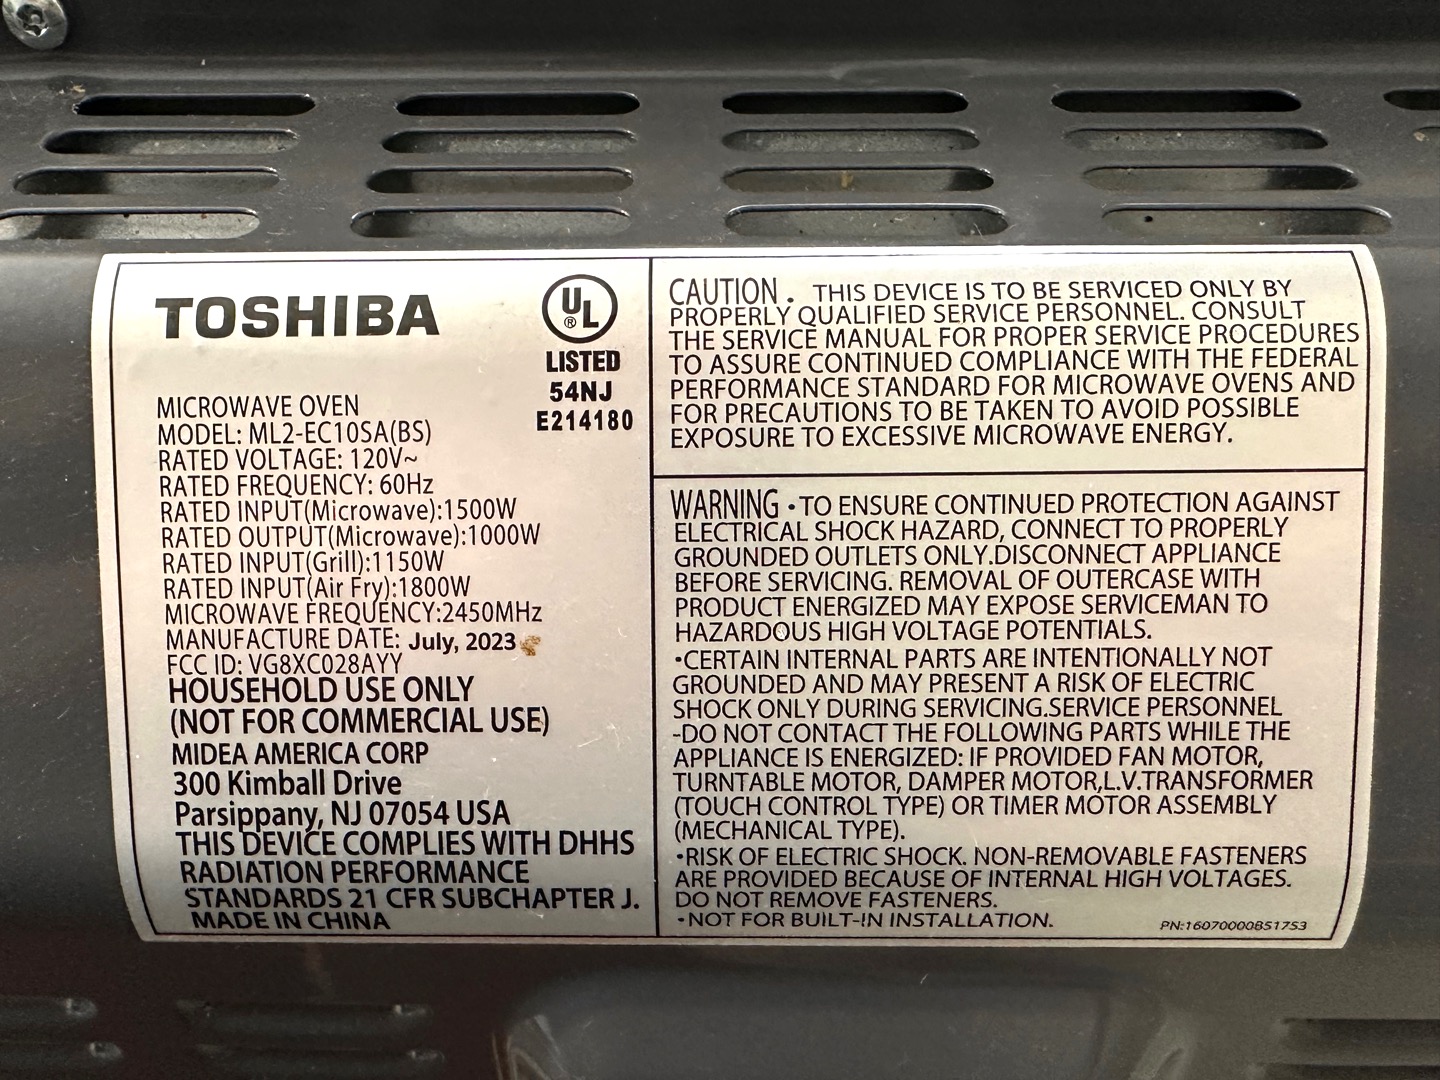 TOSHIBA
UL
®
LISTED
54NJ
E214180
MICROWAVE OVEN
MODEL: ML2-EC10SA(BS)
RATED VOLTAGE: 120V~
RATED FREQUENCY: 60Hz
RATED INPUT(Microwave):1500W
RATED OUTPUT(Microwave):1000W
RATED INPUT(Grill):1150W
RATED INPUT(Air Fry):1800W
MICROWAVE FREQUENCY:2450MHz
MANUFACTURE DATE: July, 2023
FCC ID: VG8XC028AYY
HOUSEHOLD USE ONLY
(NOT FOR COMMERCIAL USE)
MIDEA AMERICA CORP
300 Kimball Drive
Parsippany, NJ 07054 USA
THIS DEVICE COMPLIES WITH DHHS
RADIATION PERFORMANCE
STANDARDS 21 CFR SUBCHAPTER J.
MADE IN CHINA
CAUTION . THIS DEVICE IS TO BE SERVICED ONLY BY
PROPERLY QUALIFIED SERVICE PERSONNEL. CONSULT
THE SERVICE MANUAL FOR PROPER SERVICE PROCEDURES
TO ASSURE CONTINUED COMPLIANCE WITH THE FEDERAL
PERFORMANCE STANDARD FOR MICROWAVE OVENS AND
FOR PRECAUTIONS TO BE TAKEN TO AVOID POSSIBLE
EXPOSURE TO EXCESSIVE MICROWAVE ENERGY.
WARNING •TO ENSURE CONTINUED PROTECTION AGAINST
ELECTRICAL SHOCK HAZARD, CONNECT TO PROPERLY
GROUNDED OUTLETS ONLY.DISCONNECT APPLIANCE
BEFORE SERVICING. REMOVAL OF OUTERCASE WITH
PRODUCT ENERGIZED MAY EXPOSE SERVICEMAN TO
HAZARDOUS HIGH VOLTAGE POTENTIALS.
•CERTAIN INTERNAL PARTS ARE INTENTIONALLY NOT
GROUNDED AND MAY PRESENT A RISK OF ELECTRIC
SHOCK ONLY DURING SERVICING.SERVICE PERSONNEL
-DO NOT CONTACT THE FOLLOWING PARTS WHILE THE
APPLIANCE IS ENERGIZED: IF PROVIDED FAN MOTOR,
TURNTABLE MOTOR, DAMPER MOTOR,L.V.TRANSFORMER
(TOUCH CONTROL TYPE) OR TIMER MOTOR ASSEMBLY
(MECHANICAL TYPE).
•RISK OF ELECTRIC SHOCK. NON-REMOVABLE FASTENERS
ARE PROVIDED BECAUSE OF INTERNAL HIGH VOLTAGES.
DO NOT REMOVE FASTENERS.
•NOT FOR BUILT-IN INSTALLATION.
PN:16070000B51753